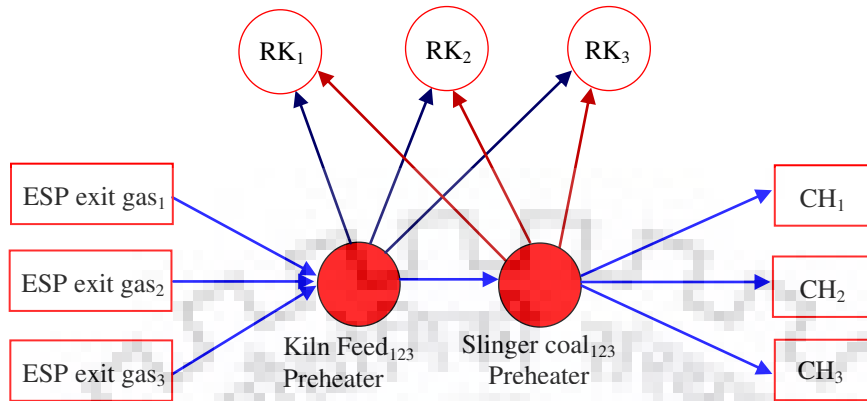 RK₁
RK₂
RK₃
ESP exit gas₁
ESP exit gas₂
ESP exit gas₃
Kiln Feed₁₂₃
Preheater
Slinger coal₁₂₃
Preheater
CH₁
CH₂
CH₃